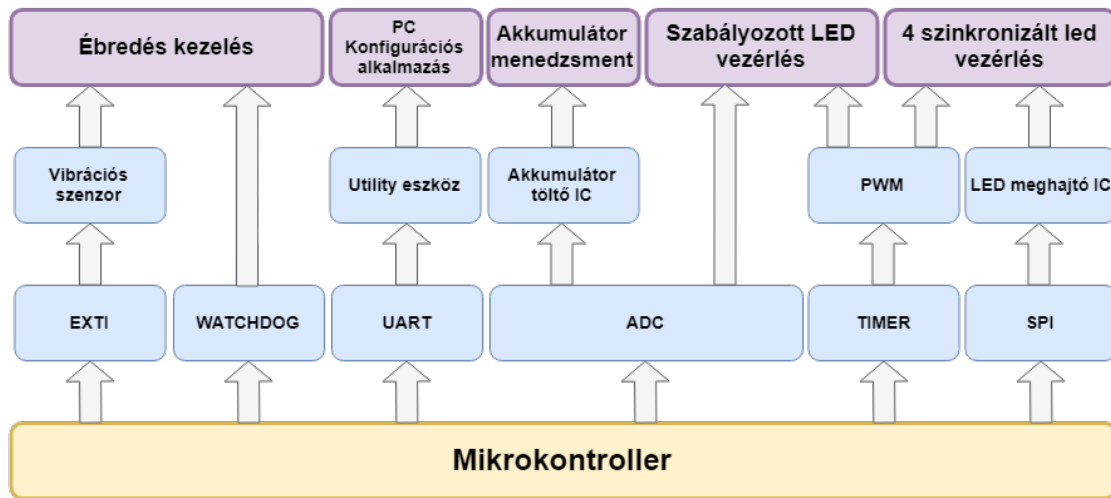 Ébredés kezelés
PC
Konfigurációs
alkalmazás
Akkumulátor
menedzsment
Szabályozott LED
vezérlés
4 szinkronizált led
vezérlés
Vibrációs
szenzor
Utility eszköz
Akkumulátor
töltő IC
PWM
LED meghajtó IC
EXTI
WATCHDOG
UART
ADC
TIMER
SPI
Mikrokontroller